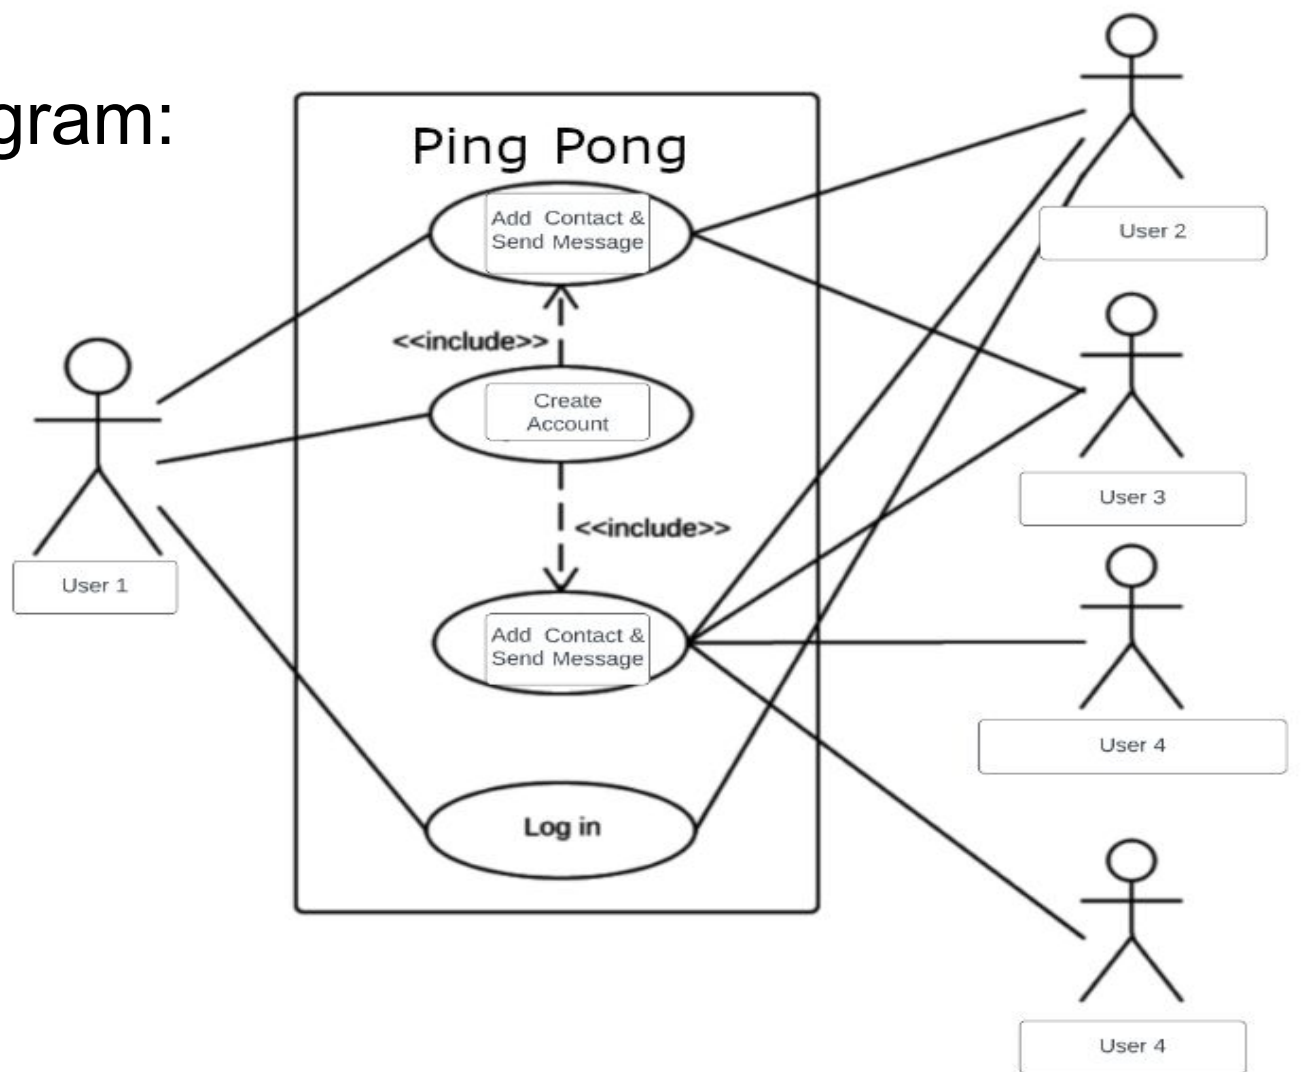 gram:
Ping Pong
Add Contact &
Send Message
<<include>>
Create
Account
<<include>>
Add Contact &
Send Message
Log in
User 1
User 2
User 3
User 4
User 4